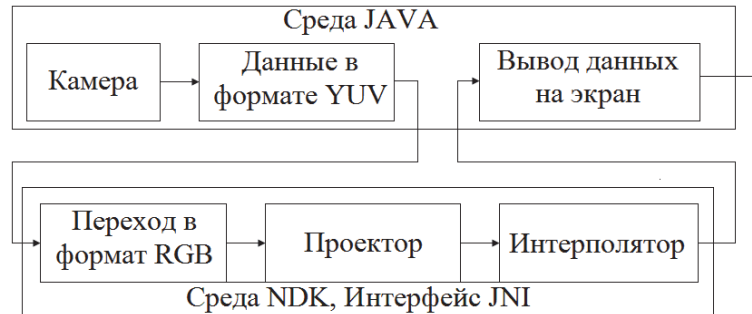 Среда JAVA
Камера
Данные в
формате YUV
Вывод данных
на экран
Переход в
формат RGB
Проектор
Интерполятор
Среда NDK, Интерфейс JNI